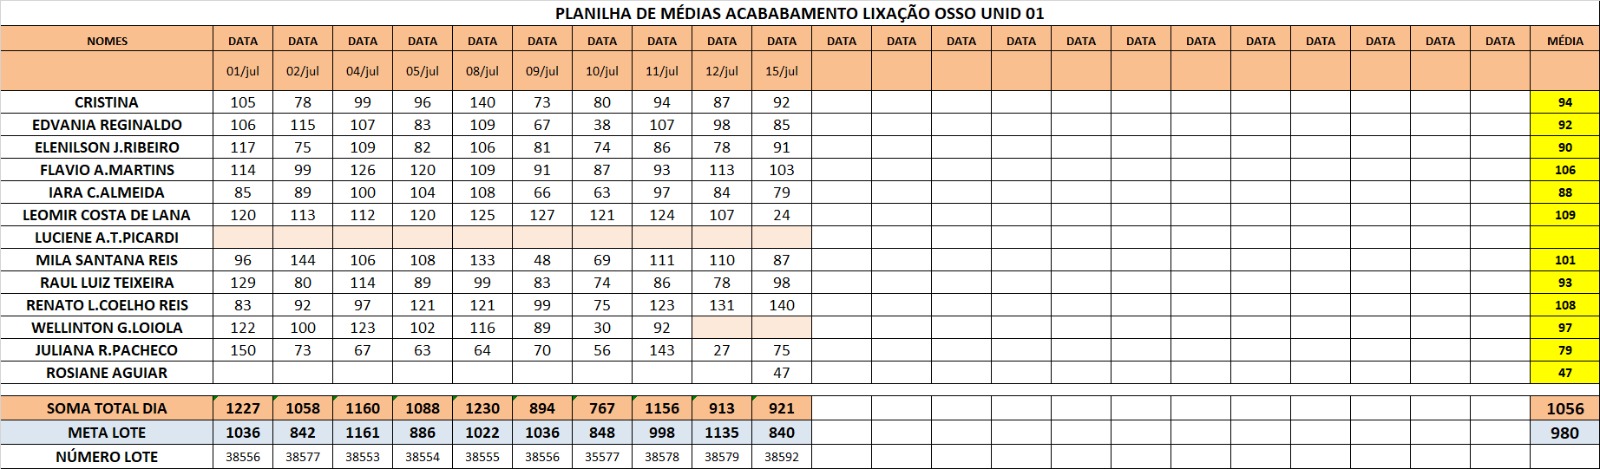 PLANILHA DE MÉDIAS ACABABAMENTO LIXAÇÃO OSSO UNID 01
NOMES DATA DATA DATA DATA DATA DATA DATA DATA DATA DATA DATA DATA DATA DATA DATA DATA DATA DATA DATA DATA DATA DATA MÉDIA
01/jul 02/jul 04/jul 05/jul 08/jul 09/jul 10/jul 11/jul 12/jul 15/jul
CRISTINA 105 78 99 96 140 73 80 94 87 92 94
EDVANIA REGINALDO 106 115 107 83 109 67 38 107 98 85 92
ELENILSON J.RIBEIRO 117 75 109 82 106 81 74 86 78 91 90
FLAVIO A.MARTINS 114 99 126 120 109 91 87 93 113 103 106
IARA C.ALMEIDA 85 89 100 104 108 66 63 97 84 79 88
LEOMIR COSTA DE LANA 120 113 112 120 125 127 121 124 107 24 109
LUCIENE A.T.PICARDI
MILA SANTANA REIS 96 144 106 108 133 48 69 111 110 87 101
RAUL LUIZ TEIXEIRA 129 80 114 89 99 83 74 86 78 98 93
RENATO L.COELHO REIS 83 92 97 121 121 99 75 123 131 140 108
WELLINTON G.LOIOLA 122 100 123 102 116 89 30 92 97
JULIANA R.PACHECO 150 73 67 63 64 70 56 143 27 75 79
ROSIANE AGUIAR 47 47
SOMA TOTAL DIA 1227 1058 1160 1088 1230 894 767 1156 913 921 1056
META LOTE 1036 842 1161 886 1022 1036 848 998 1135 840 980
NÚMERO LOTE 38556 38577 38553 38554 38555 38556 35577 38578 38579 38592